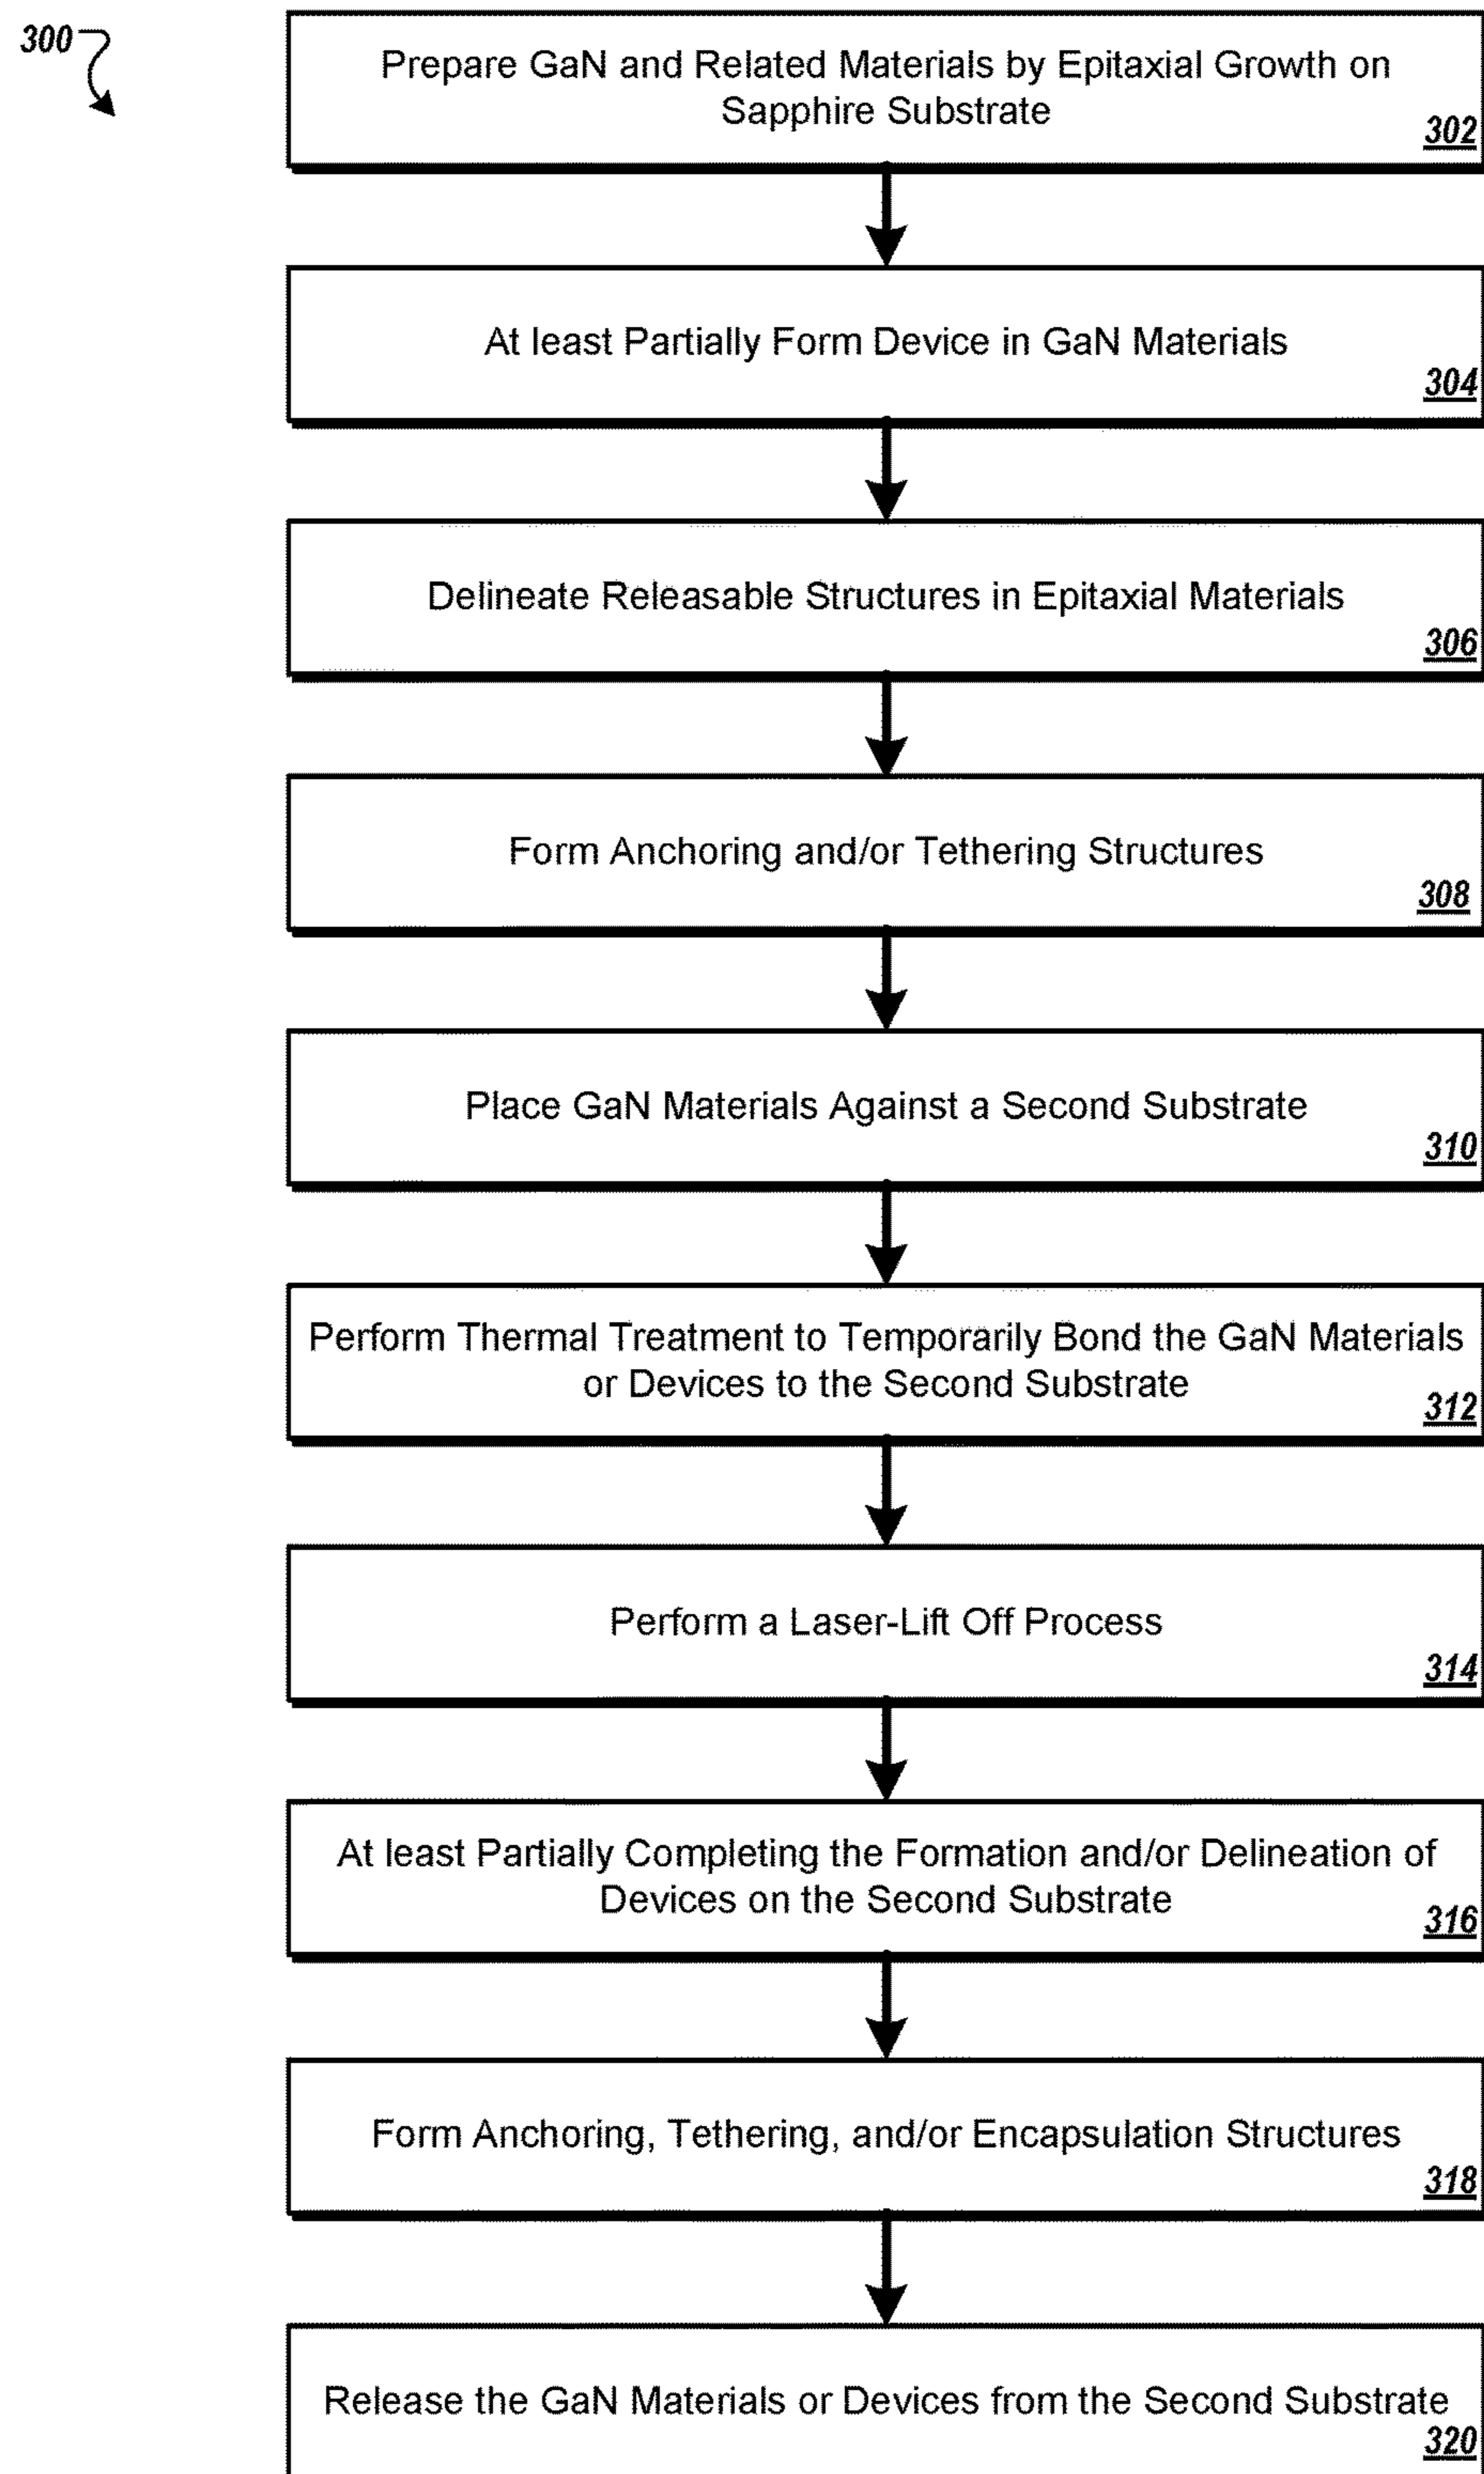 300
Prepare GaN and Related Materials by Epitaxial Growth on
Sapphire Substrate
302
At least Partially Form Device in GaN Materials
304
Delineate Releasable Structures in Epitaxial Materials
306
Form Anchoring and/or Tethering Structures
308
Place GaN Materials Against a Second Substrate
310
Perform Thermal Treatment to Temporarily Bond the GaN Materials
or Devices to the Second Substrate
312
Perform a Laser-Lift Off Process
314
At least Partially Completing the Formation and/or Delineation of
Devices on the Second Substrate
316
Form Anchoring, Tethering, and/or Encapsulation Structures
318
Release the GaN Materials or Devices from the Second Substrate
320